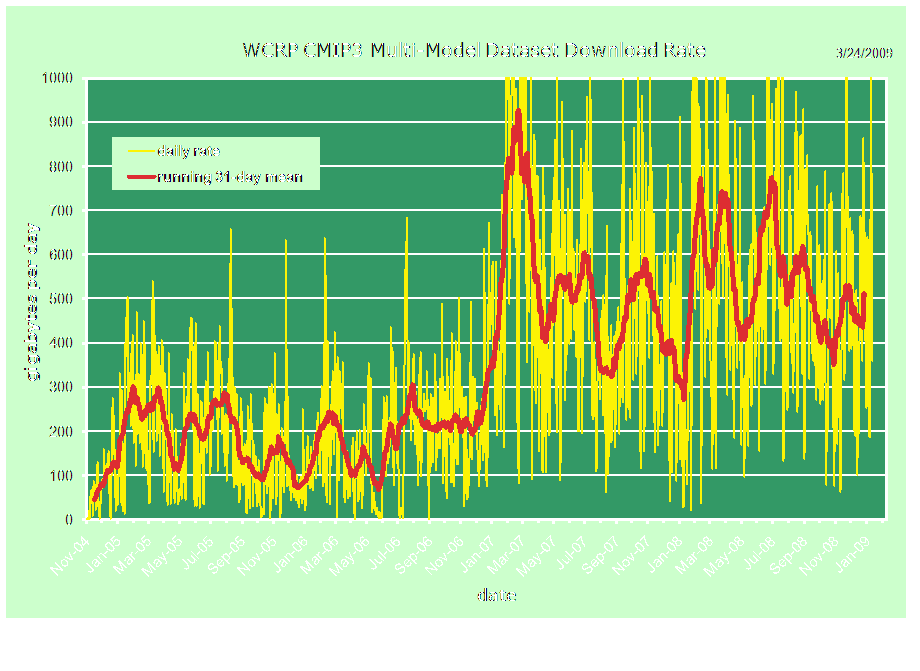 WCRP CMIP3 Multi-Model Dataset Download Rate
3/24/2009
1000
900
800
700
600
500
400
300
200
100
0
daily rate
running 31 day mean
gigabytes per day
Nov-04
Jan-05
Mar-05
May-05
Jul-05
Sep-05
Nov-05
Jan-06
Mar-06
May-06
Jul-06
Sep-06
Nov-06
Jan-07
Mar-07
May-07
Jul-07
Sep-07
Nov-07
Jan-08
Mar-08
May-08
Jul-08
Sep-08
Nov-08
Jan-09
date